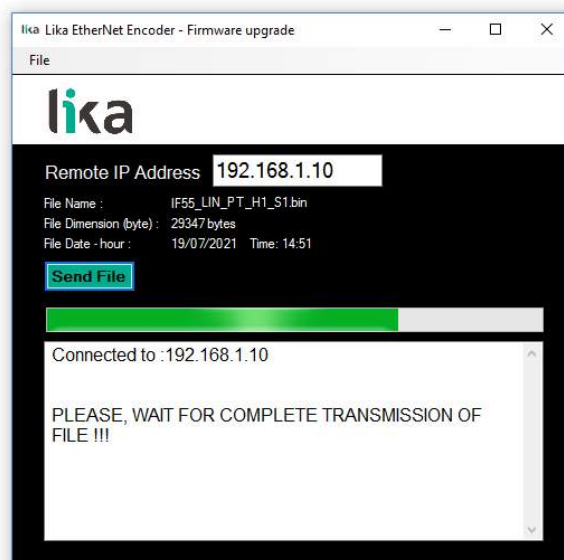 lika Lika EtherNet Encoder - Firmware upgrade
File
lika
Remote IP Address 192.168.1.10
File Name : IF55_LIN_PT_H1_S1.bin
File Dimension (byte) : 29347 bytes
File Date - hour : 19/07/2021 Time: 14:51
Send File
Connected to :192.168.1.10
PLEASE, WAIT FOR COMPLETE TRANSMISSION OF
FILE !!!